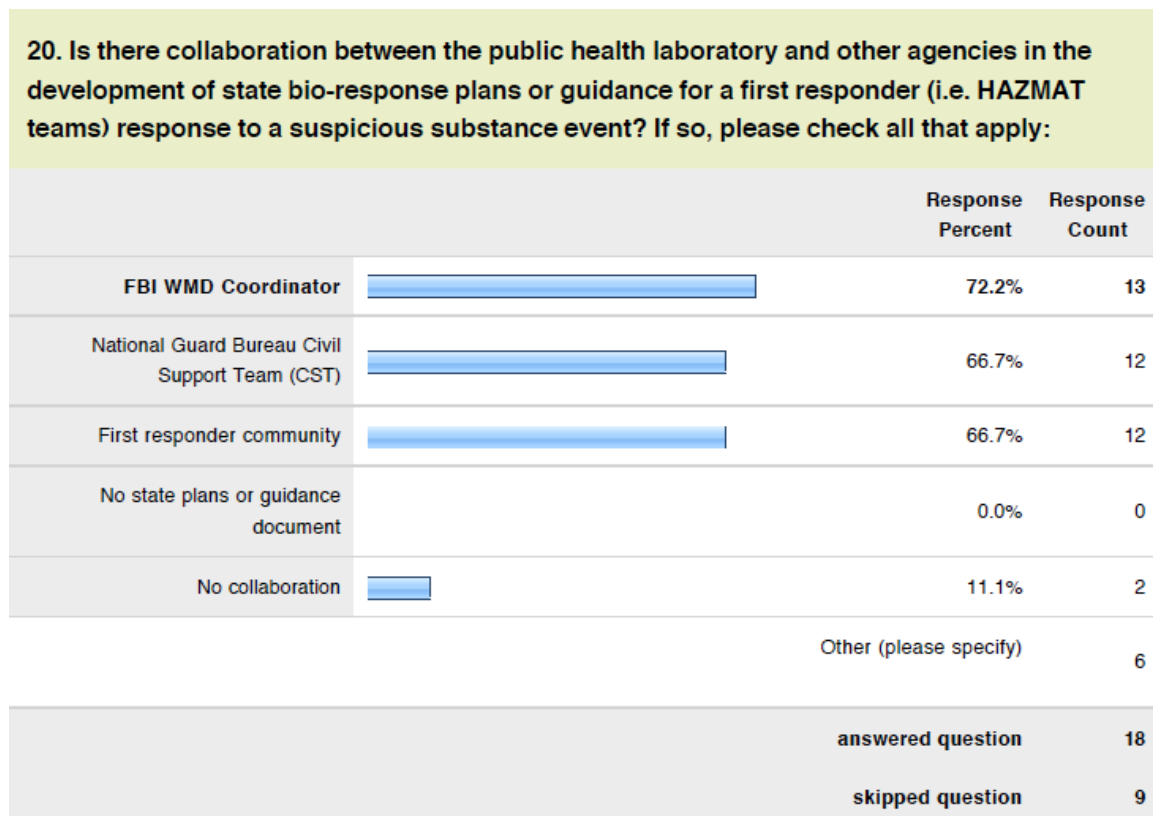 20. Is there collaboration between the public health laboratory and other agencies in the
development of state bio-response plans or guidance for a first responder (i.e. HAZMAT
teams) response to a suspicious substance event? If so, please check all that apply:
Response Percent
Response Count
FBI WMD Coordinator 72.2% 13
National Guard Bureau Civil
Support Team (CST) 66.7% 12
First responder community 66.7% 12
No state plans or guidance
document 0.0% 0
No collaboration 11.1% 2
Other (please specify) 6
answered question 18
skipped question 9